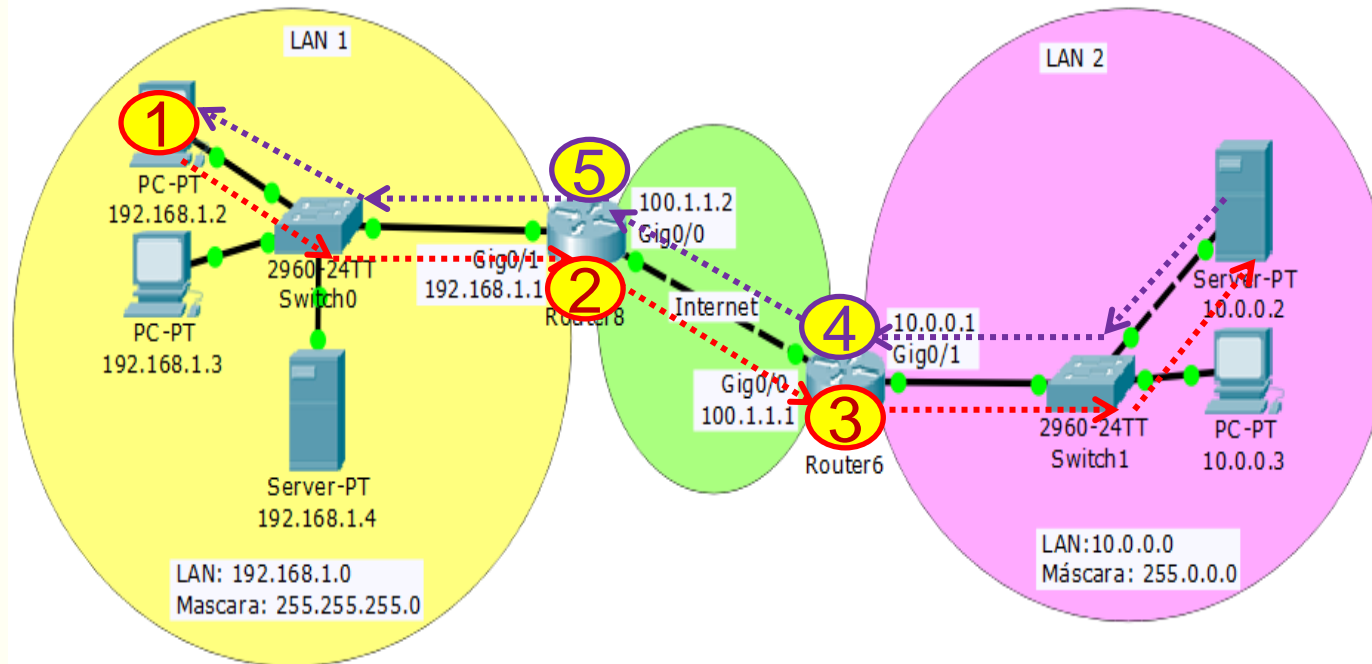 LAN 1
LAN 2
1
PC-PT
192.168.1.2
PC-PT
192.168.1.3
2960-24TT
Switch0
Server-PT
192.168.1.4
LAN: 192.168.1.0
Mascara: 255.255.255.0
5
100.1.1.2
Gig0/0
Gig0/1
192.168.1.1
2
Router8
Internet
4
10.0.0.1
Gig0/1
Gig0/0
100.1.1.1
3
Router6
2960-24TT
Switch1
Server-PT
10.0.0.2
PC-PT
10.0.0.3
LAN:10.0.0.0
Máscara: 255.0.0.0